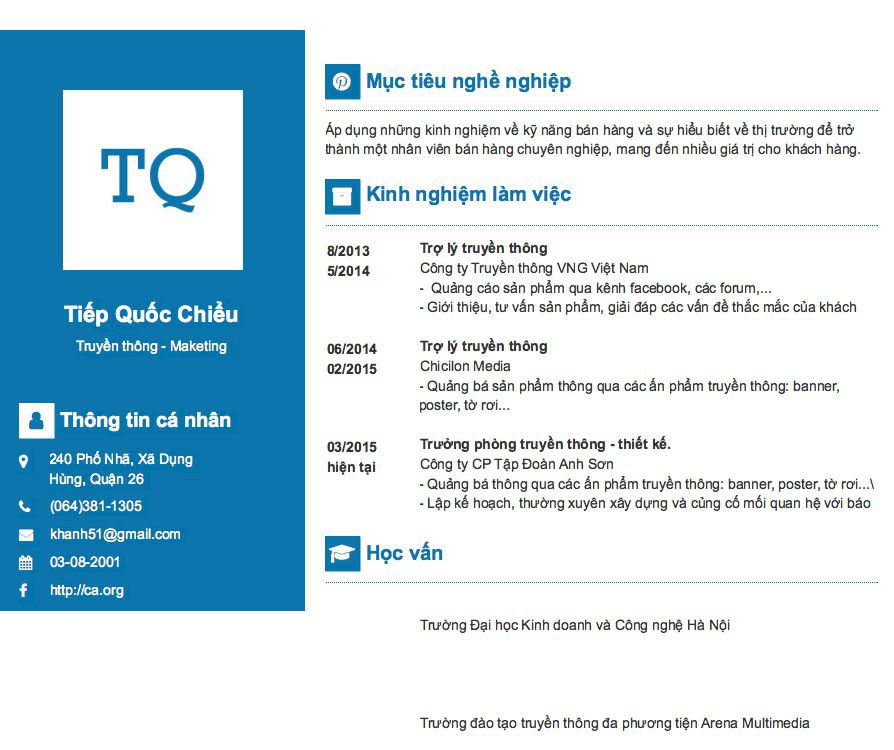 TQ
Tiếp Quốc Chiểu
Truyền thông - Maketing
Thông tin cá nhân
240 Phố Nhã, Xã Dụng
Hùng, Quận 26
(064)381-1305
khanh51@gmail.com
03-08-2001
http://ca.org
Mục tiêu nghề nghiệp
Áp dụng những kinh nghiệm về kỹ năng bán hàng và sự hiểu biết về thị trường để trở
thành một nhân viên bán hàng chuyên nghiệp, mang đến nhiều giá trị cho khách hàng.
Kinh nghiệm làm việc
8/2013
5/2014
Trợ lý truyền thông
Công ty Truyền thông VNG Việt Nam
- Quảng cáo sản phẩm qua kênh facebook, các forum,...
- Giới thiệu, tư vấn sản phẩm, giải đáp các vấn đề thắc mắc của khách
06/2014
02/2015
Trợ lý truyền thông
Chicilon Media
- Quảng bá sản phẩm thông qua các ấn phẩm truyền thông: banner,
poster, tờ rơi...
03/2015
hiện tại
Trưởng phòng truyền thông - thiết kế.
Công ty CP Tập Đoàn Anh Sơn
- Quảng bá thông qua các ấn phẩm truyền thông: banner, poster, tờ rơi...\
- Lập kế hoạch, thường xuyên xây dựng và củng cố mối quan hệ với báo
Học vấn
Trường Đại học Kinh doanh và Công nghệ Hà Nội
Trường đào tạo truyền thông đa phương tiện Arena Multimedia